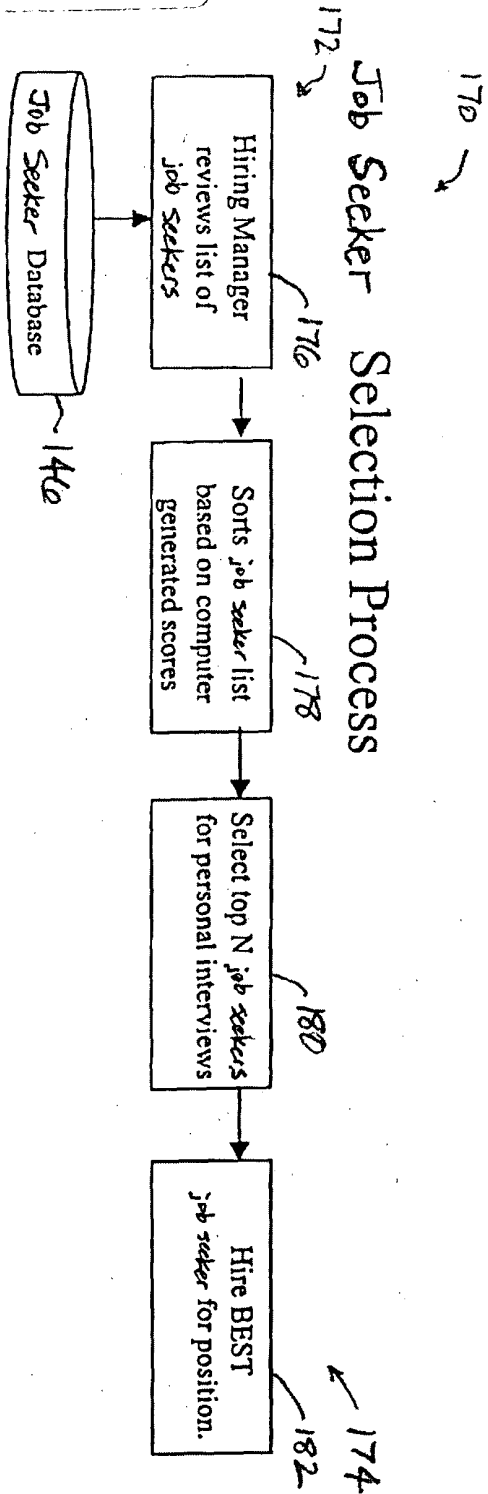 170
172
Job Seeker Selection Process
174
176
Hiring Manager
reviews list of
job seekers
178
Sorts job seeker list
based on computer
generated scores
180
Select top N job seekers
for personal interviews
182
Hire BEST
job seeker for position.
Job Seeker Database
146